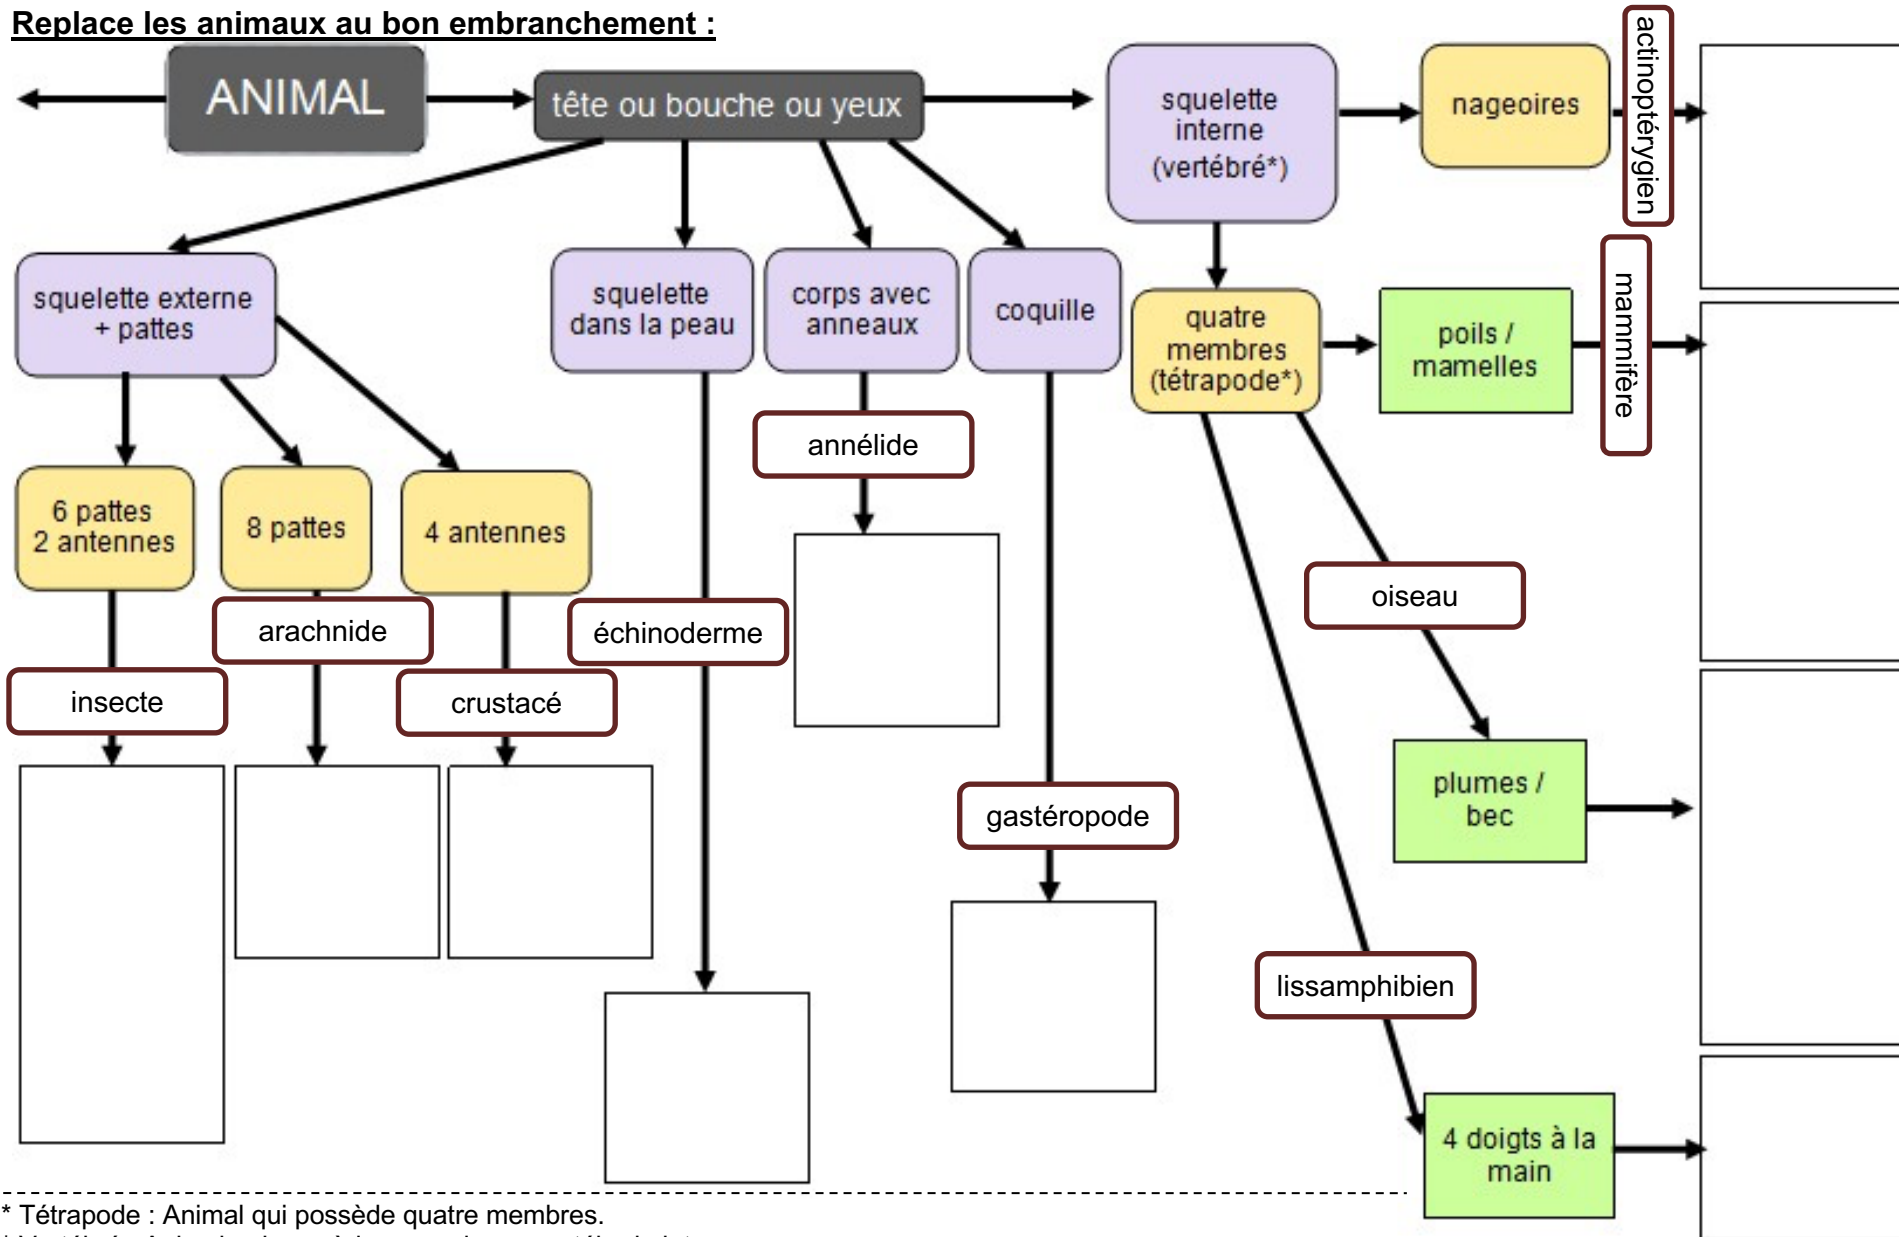 Replace les animaux au bon embranchement :
ANIMAL
tête ou bouche ou yeux
squelette
interne
(vertébré*)
nageoires
actinoptérygien
squelette externe
+ pattes
squelette
dans la peau
corps avec
anneaux
coquille
quatre
membres
(tétrapode*)
poils /
mamelles
mammifère
annélide
6 pattes
2 antennes
8 pattes
4 antennes
oiseau
arachnide
échinoderme
insecte
crustacé
plumes /
bec
gastéropode
lissamphibien
4 doigts à la
main
* Tétrapode : Animal qui possède quatre membres.